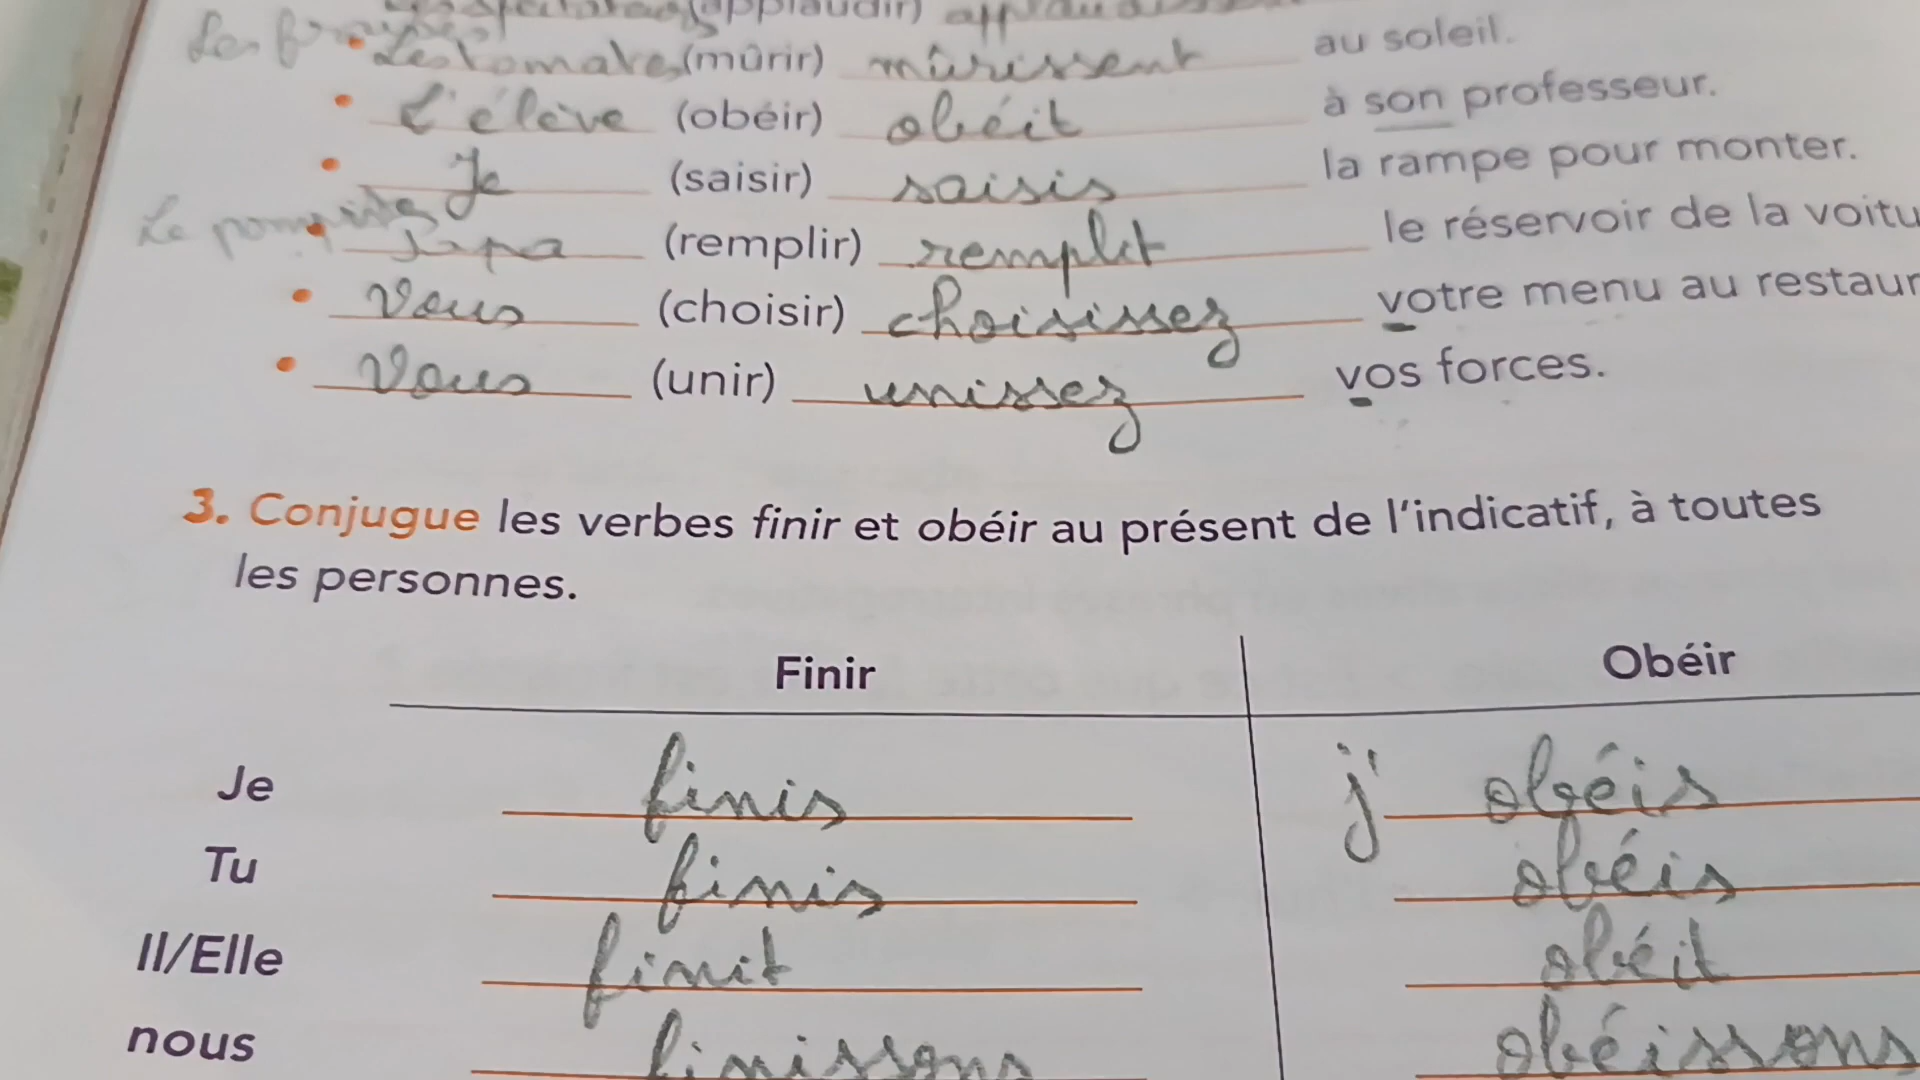 (applaudir)
Les tomates (mûrir) mûrissent au soleil.
L'élève (obéir) obéit à son professeur.
Je (saisir) saisis la rampe pour monter.
(remplir) remplit le réservoir de la voitu
Vous (choisir) choisissez votre menu au restaur
Vous (unir) unissez vos forces.
3. Conjugue les verbes finir et obéir au présent de l'indicatif, à toutes
les personnes.
Finir Obéir
Je finis j' obéis
Tu finis obéis
Il/Elle finit obéit
nous finissons obéissons